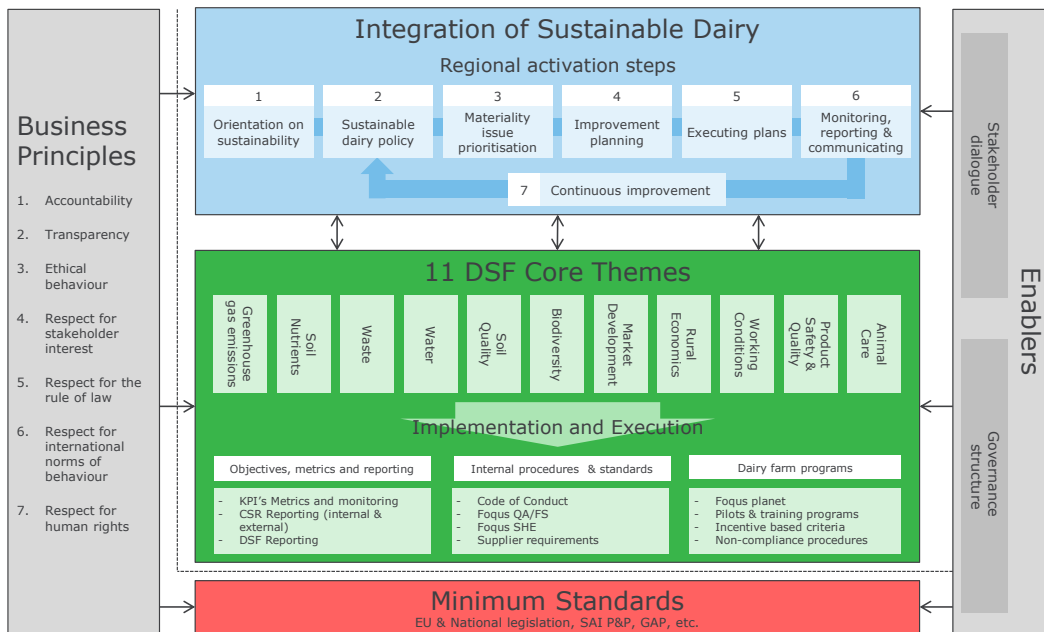 Business
Principles
1. Accountability
2. Transparency
3. Ethical
behaviour
4. Respect for
stakeholder
interest
5. Respect for the
rule of law
6. Respect for
international
norms of
behaviour
7. Respect for
human rights
Integration of Sustainable Dairy
Regional activation steps
1
Orientation on
sustainability
2
Sustainable
dairy policy
3
Materiality
issue
prioritisation
4
Improvement
planning
5
Executing plans
6
Monitoring,
reporting &
communicating
7 Continuous improvement
11 DSF Core Themes
Greenhouse
gas emissions
Soil
Nutrients
Waste
Water
Soil
Quality
Biodiversity
Market
Development
Rural
Economics
Working
Conditions
Product
Safety &
Quality
Animal
Care
Implementation and Execution
Objectives, metrics and reporting
- KPI's Metrics and monitoring
- CSR Reporting (internal &
external)
- DSF Reporting
Internal procedures & standards
- Code of Conduct
- Foqus QA/FS
- Foqus SHE
- Supplier requirements
Dairy farm programs
- Foqus planet
- Pilots & training programs
- Incentive based criteria
- Non-compliance procedures
Minimum Standards
EU & National legislation, SAI P&P, GAP, etc.
Stakeholder
dialogue
Governance
structure
Enablers